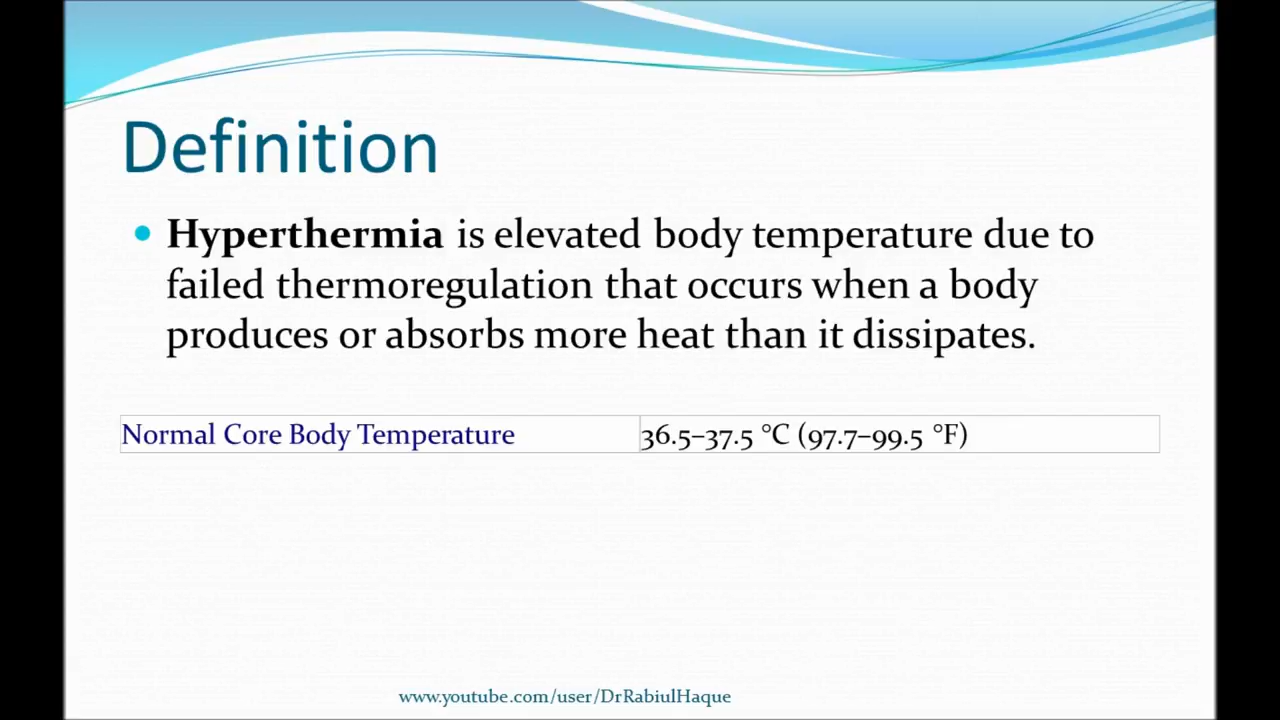 Definition
• Hyperthermia is elevated body temperature due to
failed thermoregulation that occurs when a body
produces or absorbs more heat than it dissipates.
Normal Core Body Temperature 36.5–37.5 °C (97.7–99.5 °F)
www.youtube.com/user/DrRabiulHaque